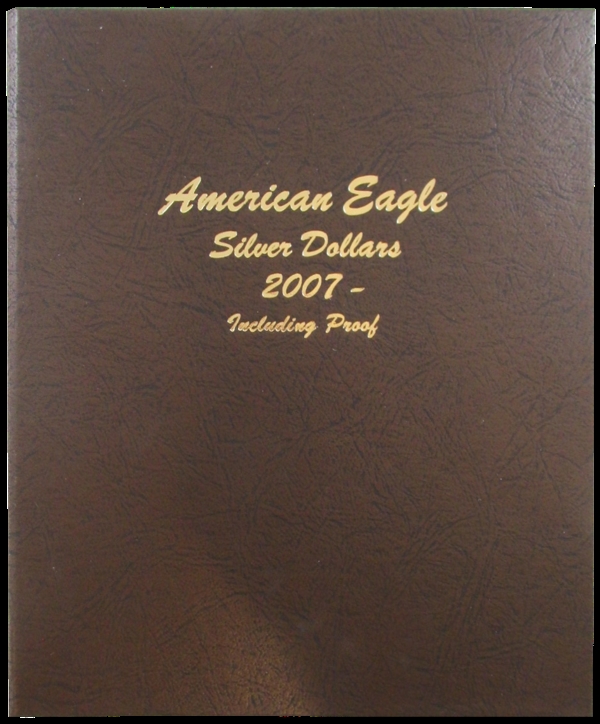 American Eagle
Silver Dollars
2007 -
Including Proof